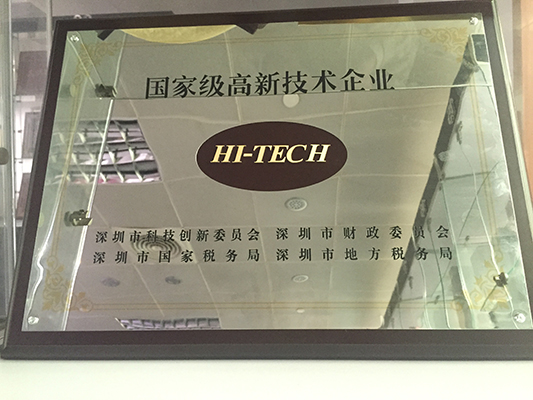 国家级高新技术企业
HI-TECH
深圳市科技创新委员会 深圳市财政委员会
深圳市国家税务局 深圳市地方税务局